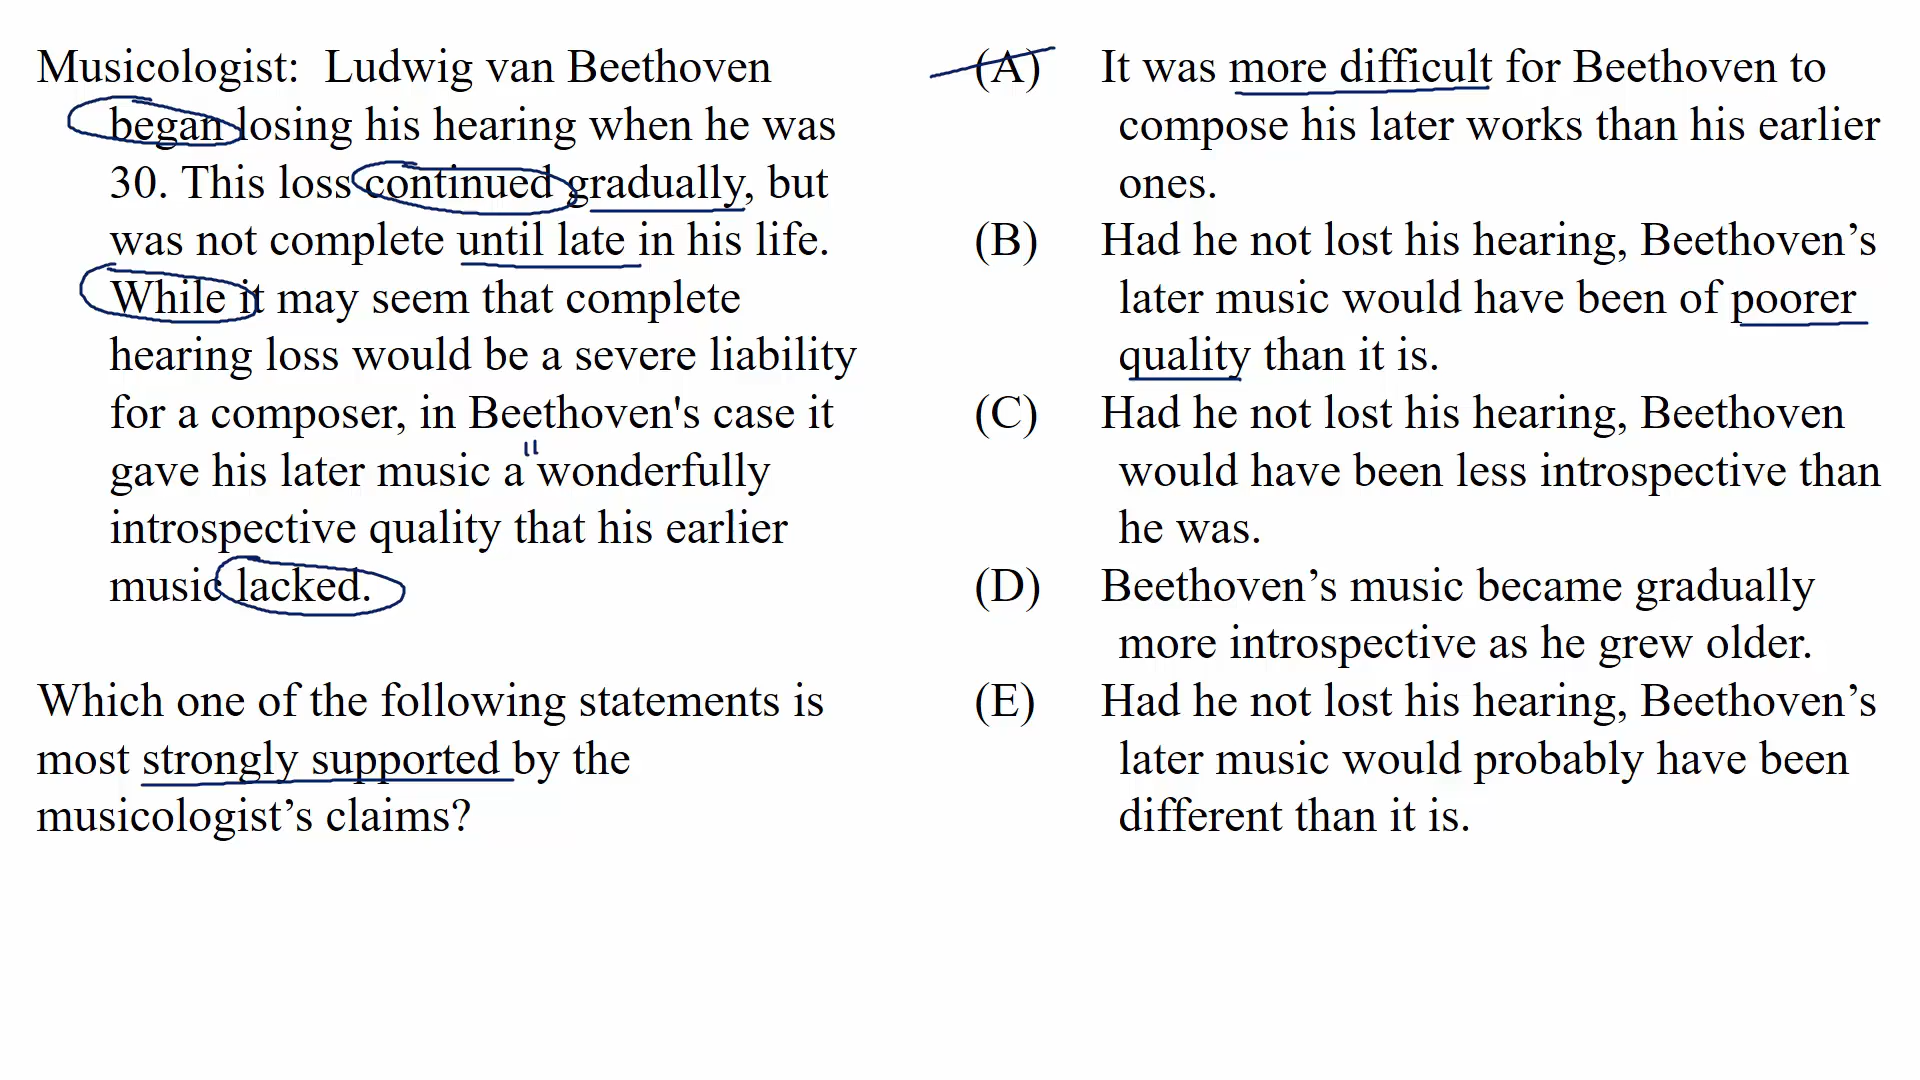 Musicologist: Ludwig van Beethoven
began losing his hearing when he was
30. This loss continued gradually, but
was not complete until late in his life.
While it may seem that complete
hearing loss would be a severe liability
for a composer, in Beethoven's case it
gave his later music a "wonderfully
introspective quality that his earlier
music lacked.
Which one of the following statements is
most strongly supported by the
musicologist’s claims?
(A) It was more difficult for Beethoven to
compose his later works than his earlier
ones.
(B) Had he not lost his hearing, Beethoven’s
later music would have been of poorer
quality than it is.
(C) Had he not lost his hearing, Beethoven
would have been less introspective than
he was.
(D) Beethoven’s music became gradually
more introspective as he grew older.
(E) Had he not lost his hearing, Beethoven’s
later music would probably have been
different than it is.